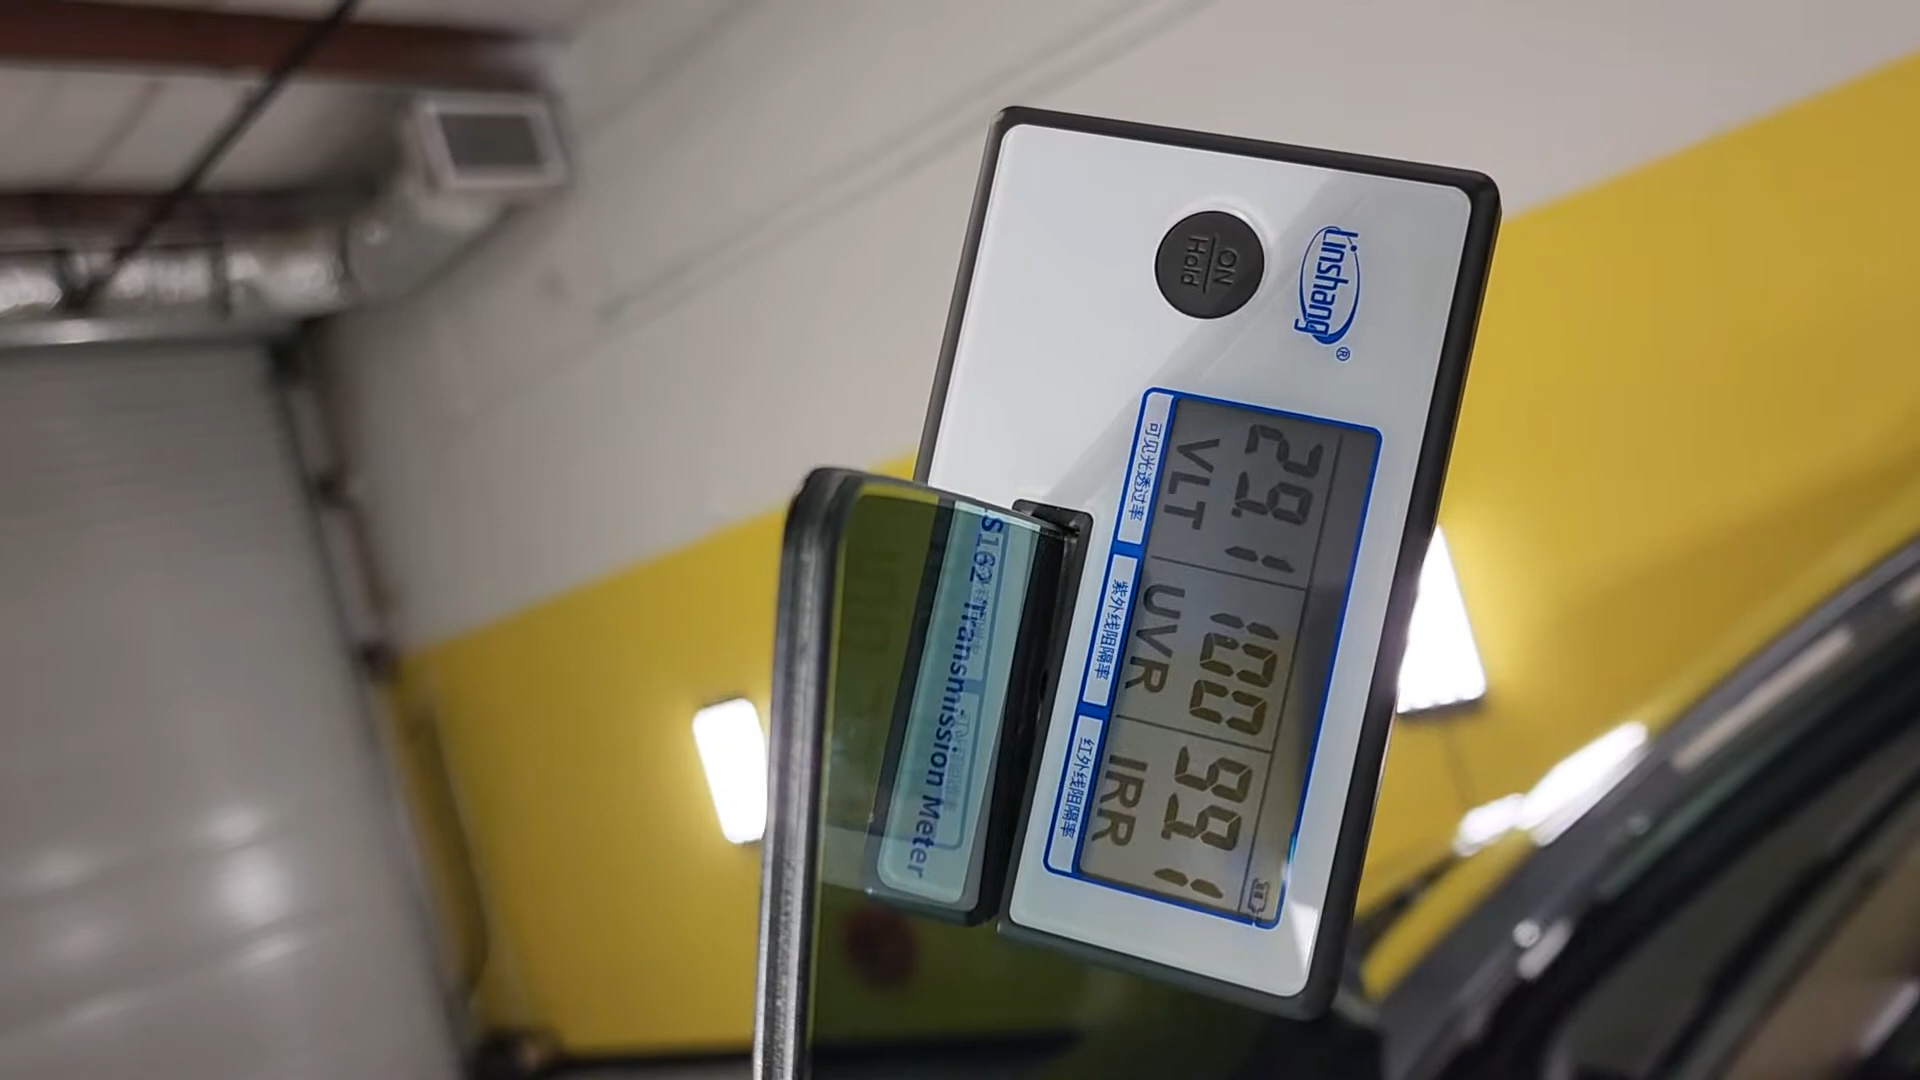 Linshang®
ON
Hold
29.1 100 99.1
VLT UVR IRR
可见光透过率 紫外线阻隔率 红外线阻隔率
LS162 Transmission Meter